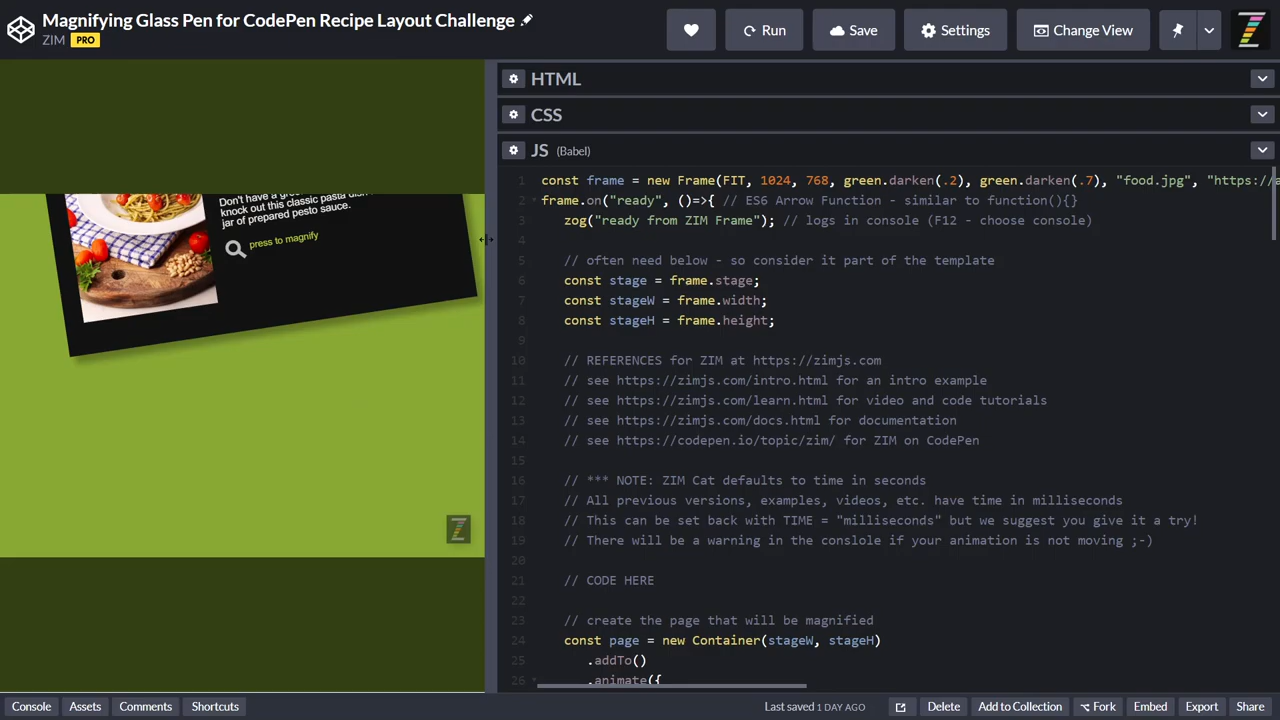 Magnifying Glass Pen for CodePen Recipe Layout Challenge
ZIM PRO
Run
Save
Settings
Change View
Don't have a
knock out this classic pasta
jar of prepared pesto sauce.
press to magnify
HTML
CSS
JS (Babel)
1 const frame = new Frame(FIT, 1024, 768, green.darken(.2), green.darken(.7), "food.jpg", "https://
2 frame.on("ready", ()=>{ // ES6 Arrow Function - similar to function(){}
3 zog("ready from ZIM Frame"); // logs in console (F12 - choose console)
4
5 // often need below - so consider it part of the template
6 const stage = frame.stage;
7 const stageW = frame.width;
8 const stageH = frame.height;
9
10 // REFERENCES for ZIM at https://zimjs.com
11 // see https://zimjs.com/intro.html for an intro example
12 // see https://zimjs.com/learn.html for video and code tutorials
13 // see https://zimjs.com/docs.html for documentation
14 // see https://codepen.io/topic/zim/ for ZIM on CodePen
15
16 // *** NOTE: ZIM Cat defaults to time in seconds
17 // All previous versions, examples, videos, etc. have time in milliseconds
18 // This can be set back with TIME = "milliseconds" but we suggest you give it a try!
19 // There will be a warning in the conslole if your animation is not moving ;-)
20
21 // CODE HERE
22
23 // create the page that will be magnified
24 const page = new Container(stageW, stageH)
25 .addTo()
26 .animate({
Console
Assets
Comments
Shortcuts
Last saved 1 DAY AGO
Delete
Add to Collection
Fork
Embed
Export
Share